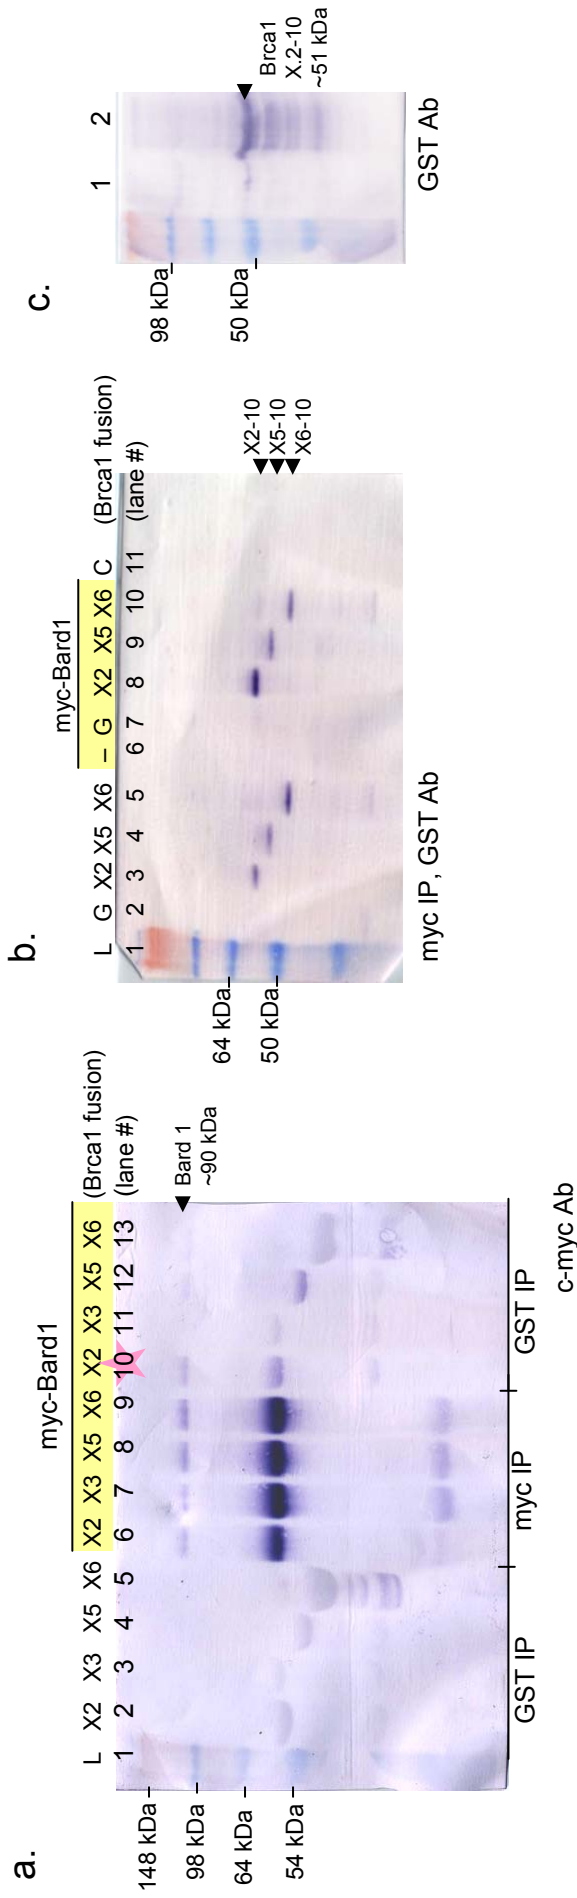 a.
myc-Bard1
L X2 X3 X5 X6 X2 X3 X5 X6 X2 X3 X5 X6 (Brca1 fusion)
1 2 3 4 5 6 7 8 9 10 11 12 13 (lane #)
148 kDa
98 kDa
64 kDa
54 kDa
Bard 1
~90 kDa
GST IP
myc IP
GST IP
c-myc Ab
b.
myc-Bard1
L G X2 X5 X6 – G X2 X5 X6 C (Brca1 fusion)
1 2 3 4 5 6 7 8 9 10 11 (lane #)
64 kDa
50 kDa
X2-10
X5-10
X6-10
myc IP, GST Ab
c.
1 2
98 kDa
50 kDa
Brca1
X.2-10
~51 kDa
GST Ab